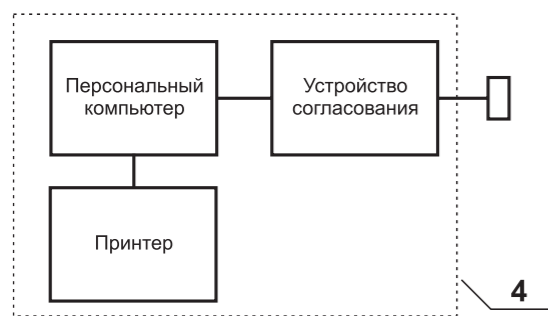 Персональный
компьютер
Устройство
согласования
Принтер
4